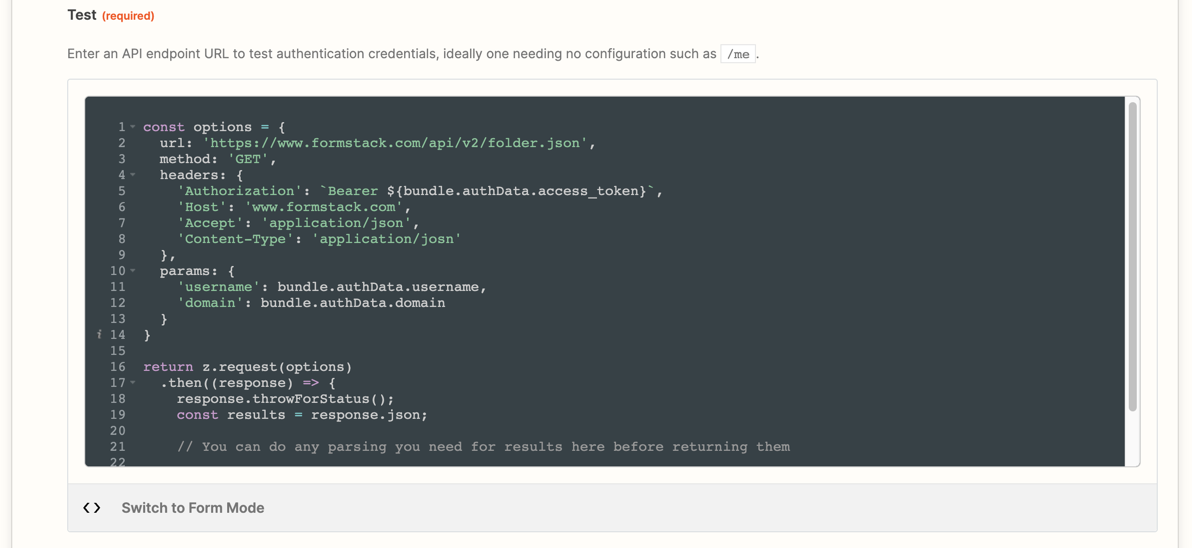 Test (required)
Enter an API endpoint URL to test authentication credentials, ideally one needing no configuration such as /me .
1 const options = {
2   url: 'https://www.formstack.com/api/v2/folder.json',
3   method: 'GET',
4   headers: {
5     'Authorization': `Bearer ${bundle.authData.access_token}`,
6     'Host': 'www.formstack.com',
7     'Accept': 'application/json',
8     'Content-Type': 'application/josn'
9   },
10   params: {
11     'username': bundle.authData.username,
12     'domain': bundle.authData.domain
13   }
i 14 }
15
16 return z.request(options)
17   .then((response) => {
18     response.throwForStatus();
19     const results = response.json;
20
21     // You can do any parsing you need for results here before returning them
22
<> Switch to Form Mode